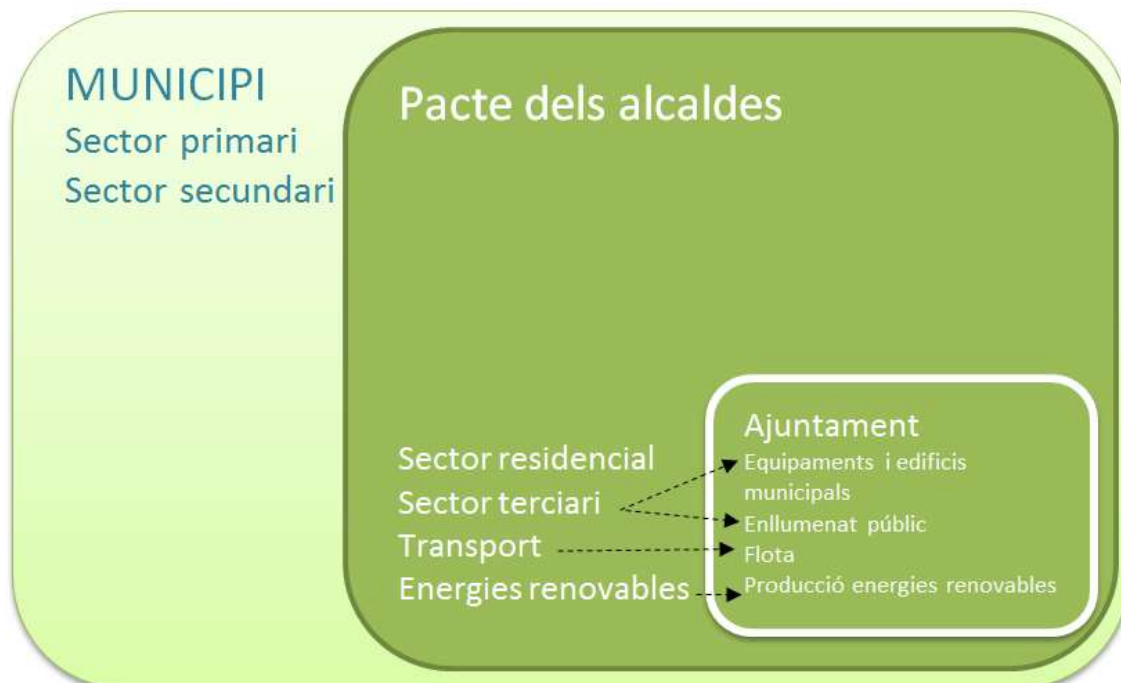 MUNICIPI
Sector primari
Sector secundari
Pacte dels alcaldes
Sector residencial
Sector terciari
Transport
Energies renovables
Ajuntament
Equipaments i edificis
municipals
Enllumenat públic
Flota
Producció energies renovables